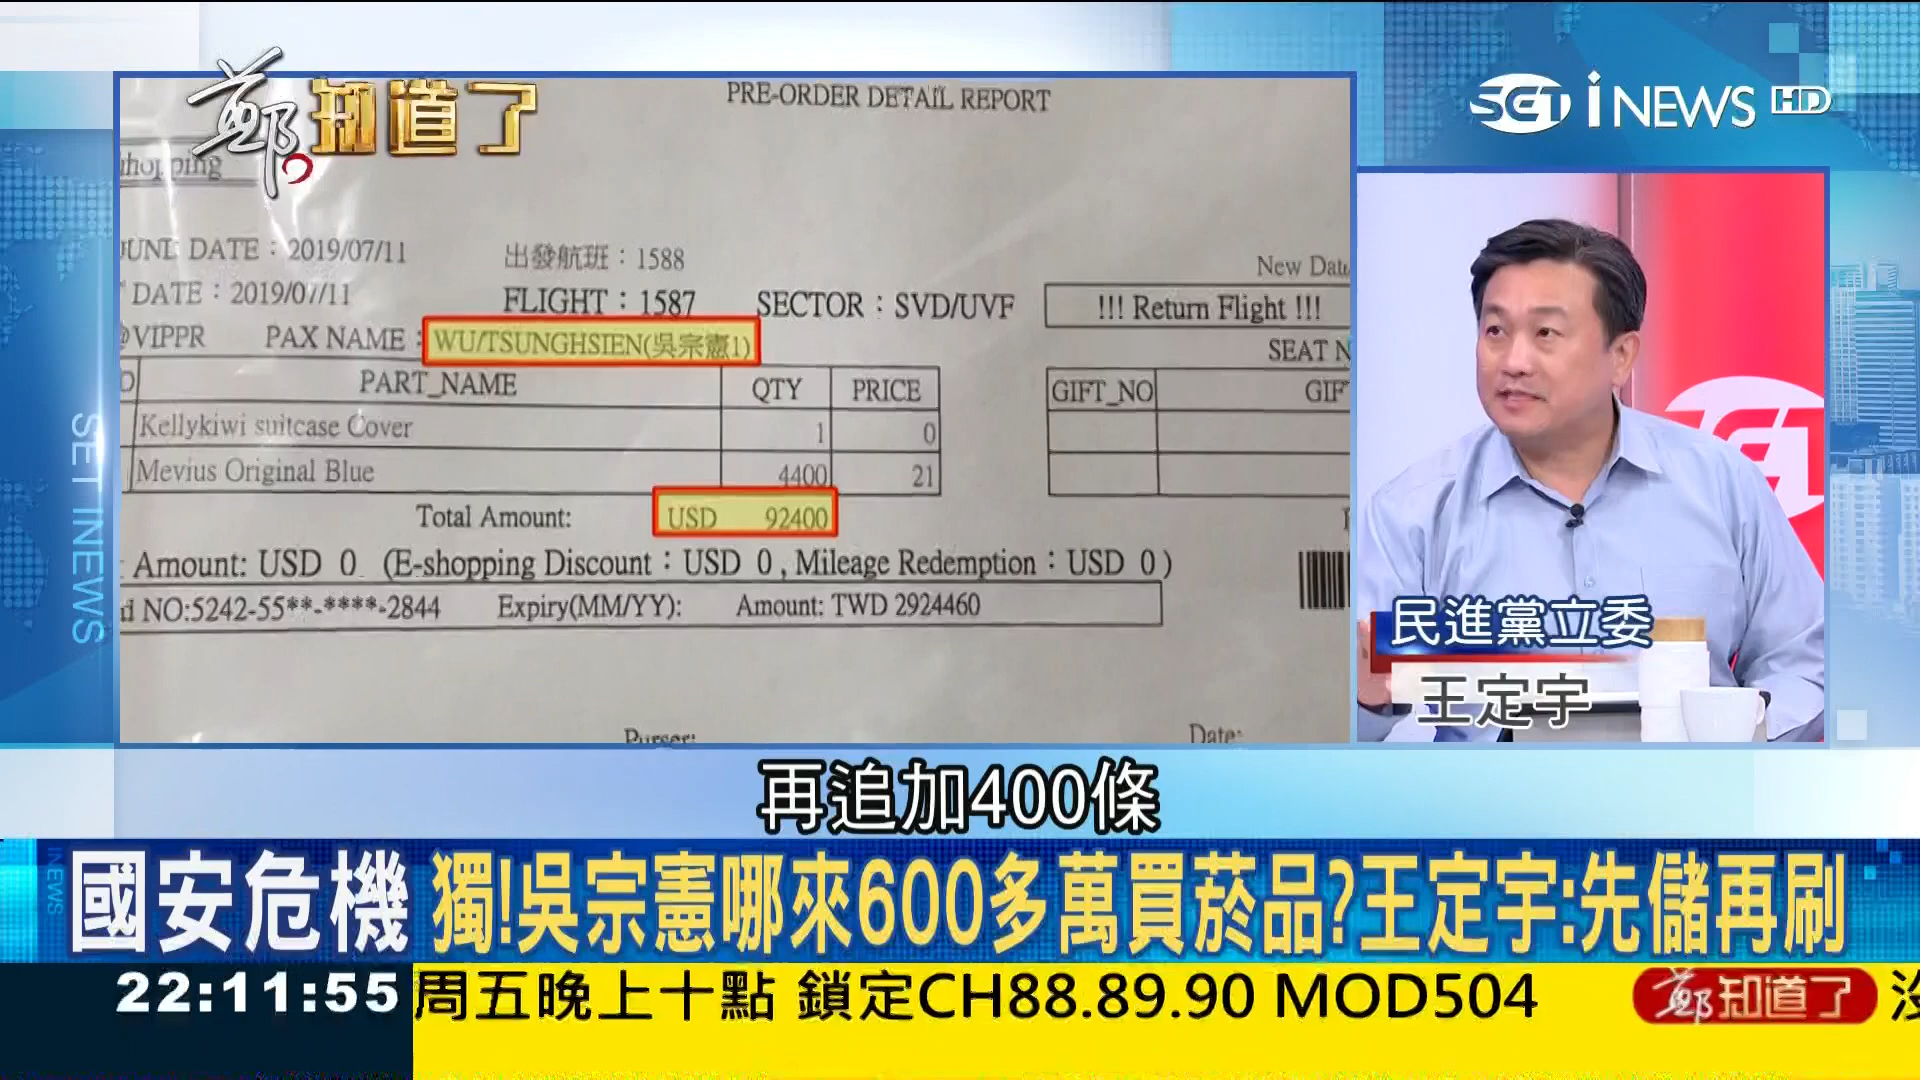 鄭知道了
SET iNEWS HD
PRE-ORDER DETAIL REPORT
shopping
DATE：2019/07/11
出發航班：1588
New Dat
DATE：2019/07/11
FLIGHT：1587
SECTOR：SVD/UVF
!!! Return Flight !!!
@VIPPR
PAX NAME：WU/TSUNGHSIEN(吳宗憲1)
SEAT N
PART_NAME QTY PRICE
GIFT_NO GIF
Kellykiwi suitcase Cover 1 0
Mevius Original Blue 4400 21
Total Amount: USD 92400
Amount: USD 0 (E-shopping Discount：USD 0 , Mileage Redemption：USD 0 )
d NO:5242-55**-****-2844 Expiry(MM/YY): Amount: TWD 2924460
Purser:
Date:
SET INEWS
民進黨立委
王定宇
再追加400條
國安危機
獨!吳宗憲哪來600多萬買菸品?王定宇:先儲再刷
22:11:55
周五晚上十點 鎖定CH88.89.90 MOD504
鄭知道了